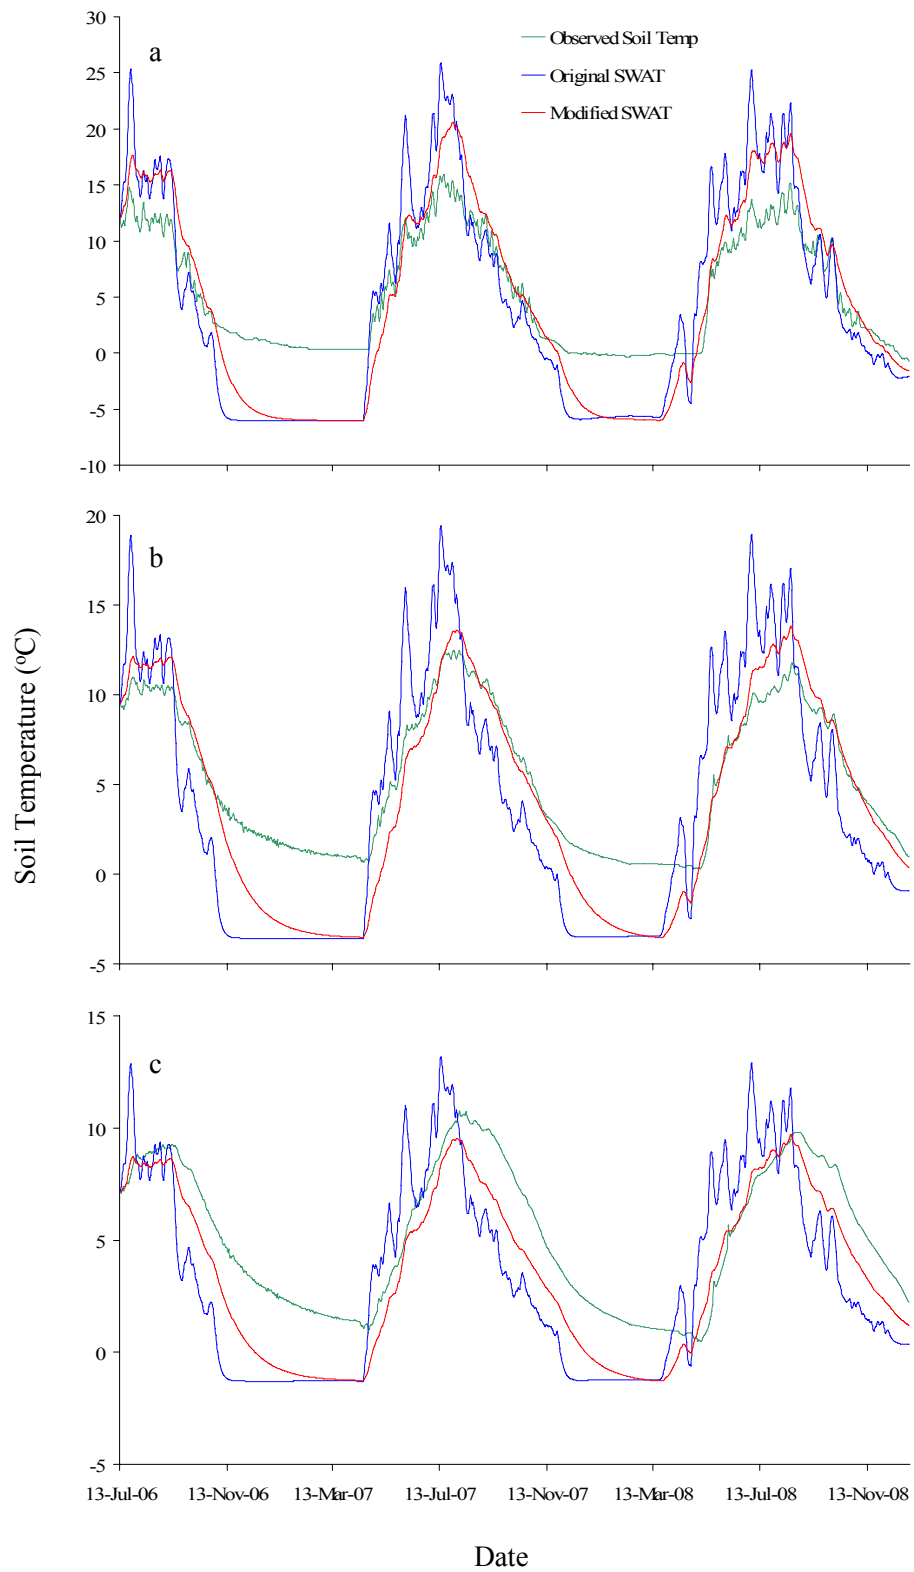 30
a
Observed Soil Temp
25
Original SWAT
20
Modified SWAT
15
10
5
0
-5
-10
20
b
15
10
5
0
-5
Soil Temperature (°C)
15
c
10
5
0
-5
13-Jul-06 13-Nov-06 13-Mar-07 13-Jul-07 13-Nov-07 13-Mar-08 13-Jul-08 13-Nov-08
Date